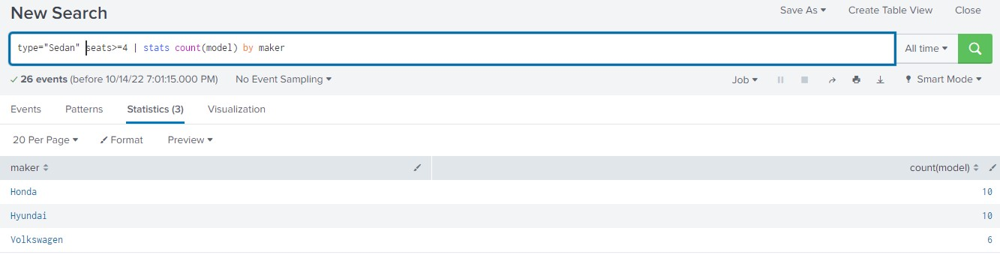 New Search
Save As Create Table View Close
type="Sedan" seats>=4 | stats count(model) by maker
All time
26 events (before 10/14/22 7:01:15.000 PM) No Event Sampling
Job Smart Mode
Events Patterns Statistics (3) Visualization
20 Per Page Format Preview
maker count(model)
Honda 10
Hyundai 10
Volkswagen 6